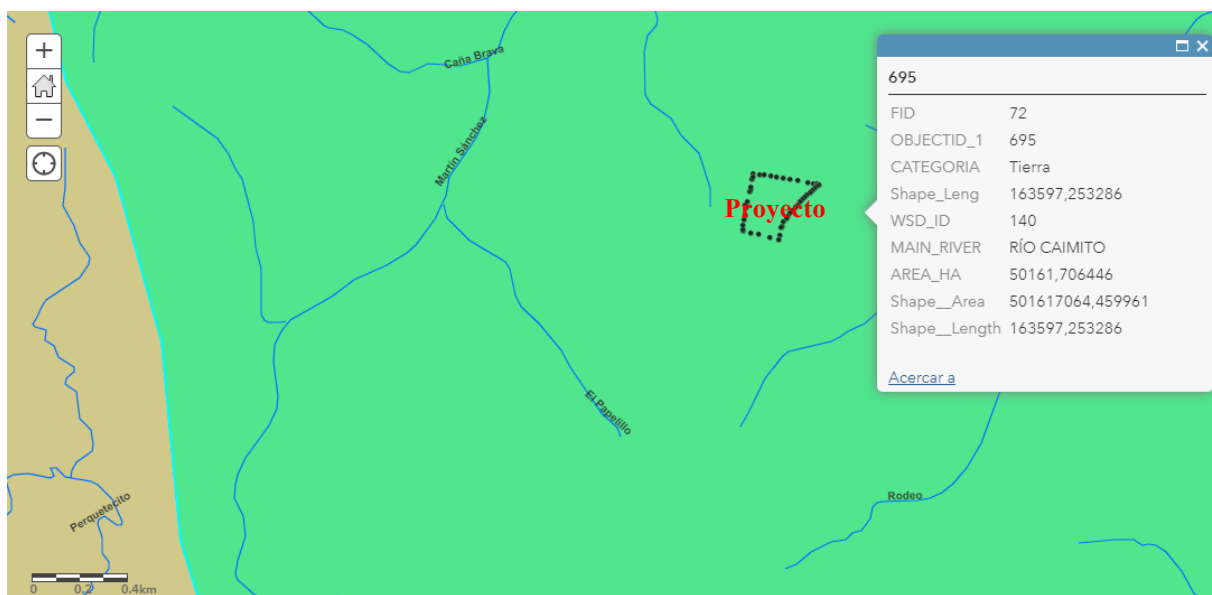 +
−
Caña Brava
Martín Sánchez
Proyecto
El Papelillo
Perquetecito
Rodeo
0 0,2 0.4km
695
FID 72
OBJECTID_1 695
CATEGORIA Tierra
Shape_Leng 163597,253286
WSD_ID 140
MAIN_RIVER RÍO CAIMITO
AREA_HA 50161,706446
Shape__Area 501617064,459961
Shape__Length 163597,253286
Acercar a